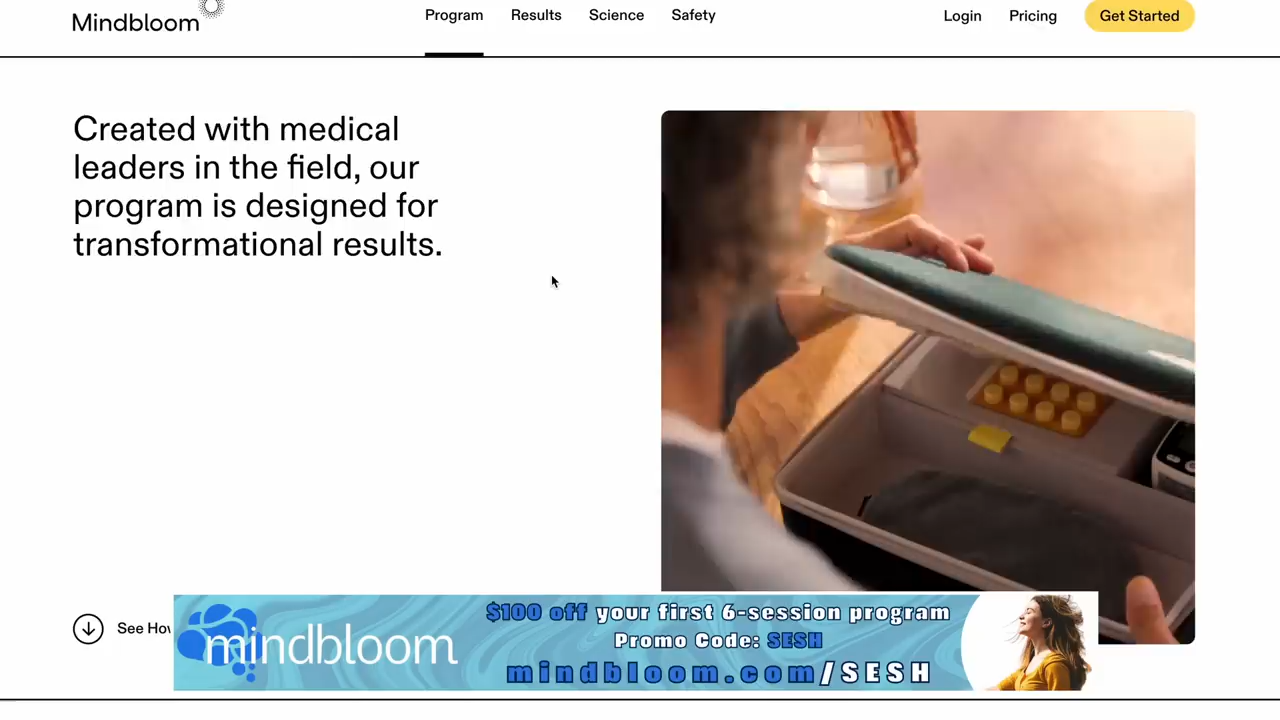 Mindbloom
Program Results Science Safety
Login Pricing Get Started
Created with medical
leaders in the field, our
program is designed for
transformational results.
See How
mindbloom
$100 off your first 6-session program
Promo Code: SESH
mindbloom.com/SESH